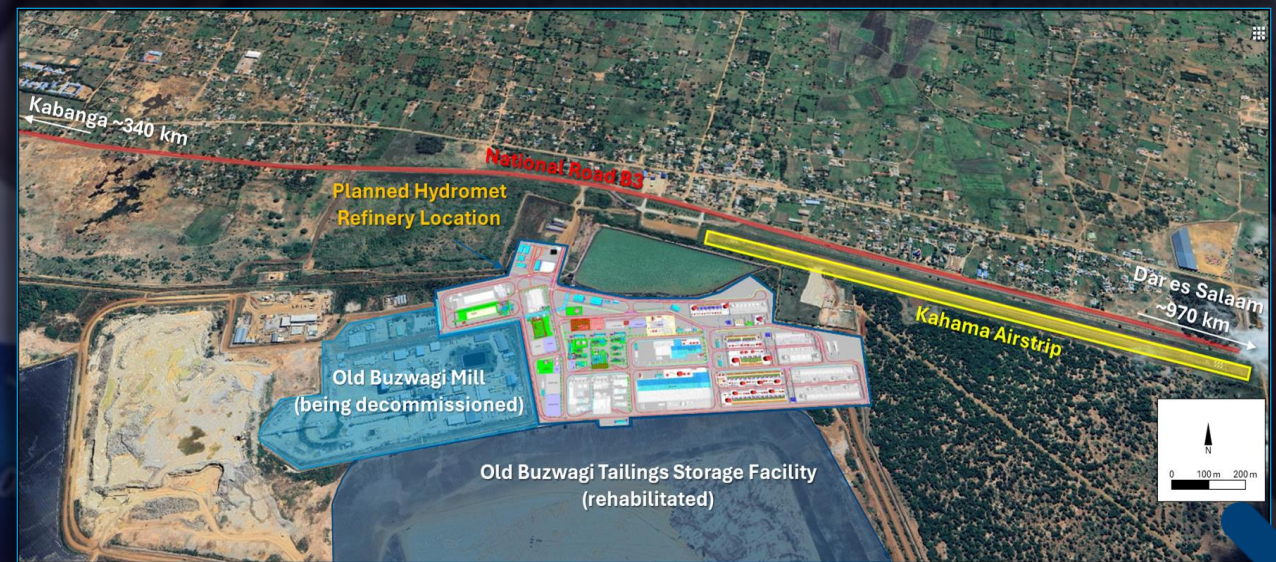 Kabanga ~340 km
National Road B3
Planned Hydromet
Refinery Location
Dar es Salaam
~970 km
Kahama Airstrip
Old Buzwagi Mill
(being decommissioned)
Old Buzwagi Tailings Storage Facility
(rehabilitated)
N
0 100 m 200 m